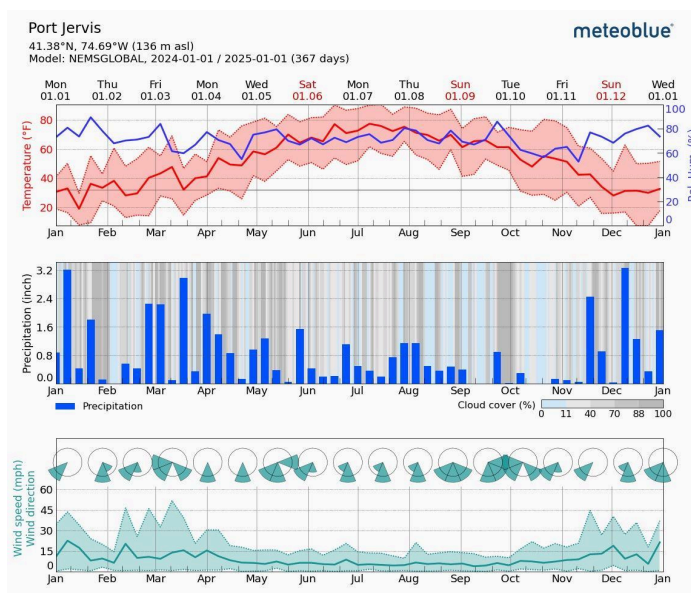 Port Jervis
meteoblue
41.38°N, 74.69°W (136 m asl)
Model: NEMSGLOBAL, 2024-01-01 / 2025-01-01 (367 days)
Mon Thu Fri Mon Wed Sat Mon Thu Sun Tue Fri Sun Wed
01.01 01.02 01.03 01.04 01.05 01.06 01.07 01.08 01.09 01.10 01.11 01.12 01.01
Temperature (°F)
80
60
40
20
100
80
60
40
20
0
Jan Feb Mar Apr May Jun Jul Aug Sep Oct Nov Dec Jan
Precipitation (inch)
3.2
2.4
1.6
0.8
0.0
Jan Feb Mar Apr May Jun Jul Aug Sep Oct Nov Dec Jan
Precipitation
Cloud cover (%)
0 11 40 70 88 100
Wind speed (mph)
Wind direction
60
45
30
15
0
Jan Feb Mar Apr May Jun Jul Aug Sep Oct Nov Dec Jan